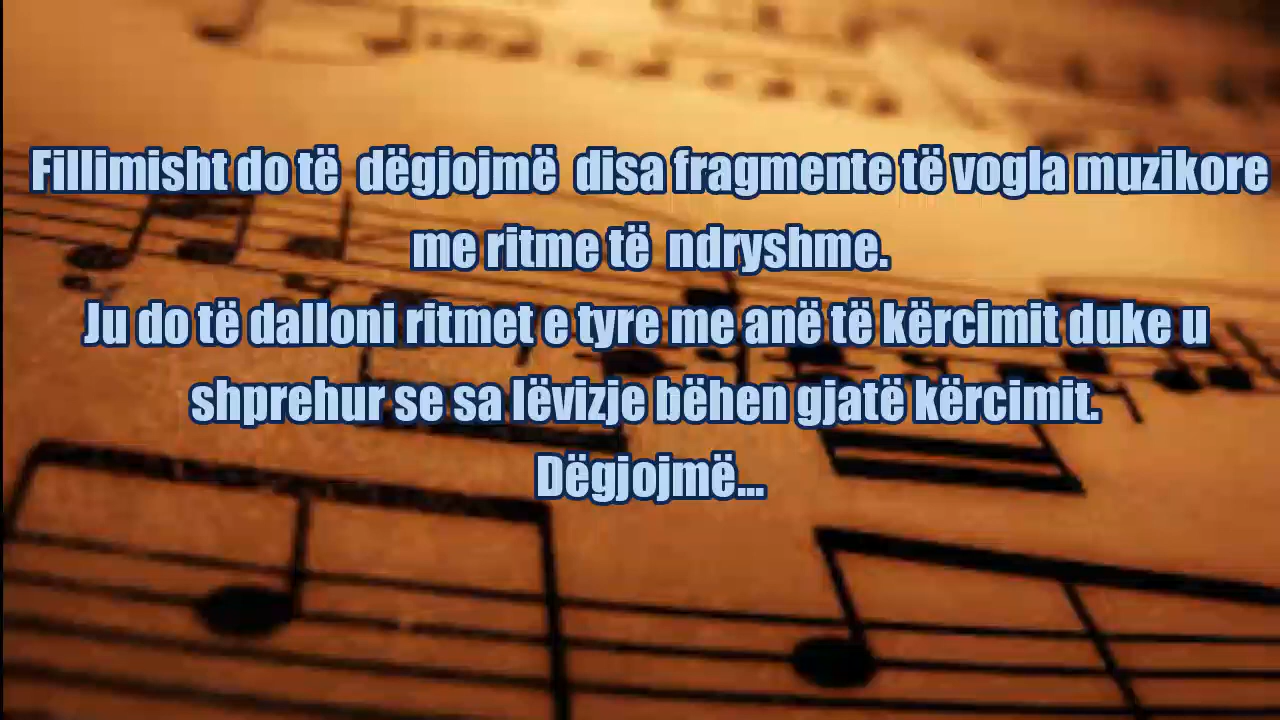 Fillimisht do të dëgjojmë disa fragmente të vogla muzikore
me ritme të ndryshme.
Ju do të dalloni ritmet e tyre me anë të kërcimit duke u
shprehur se sa lëvizje bëhen gjatë kërcimit.
Dëgjojmë...